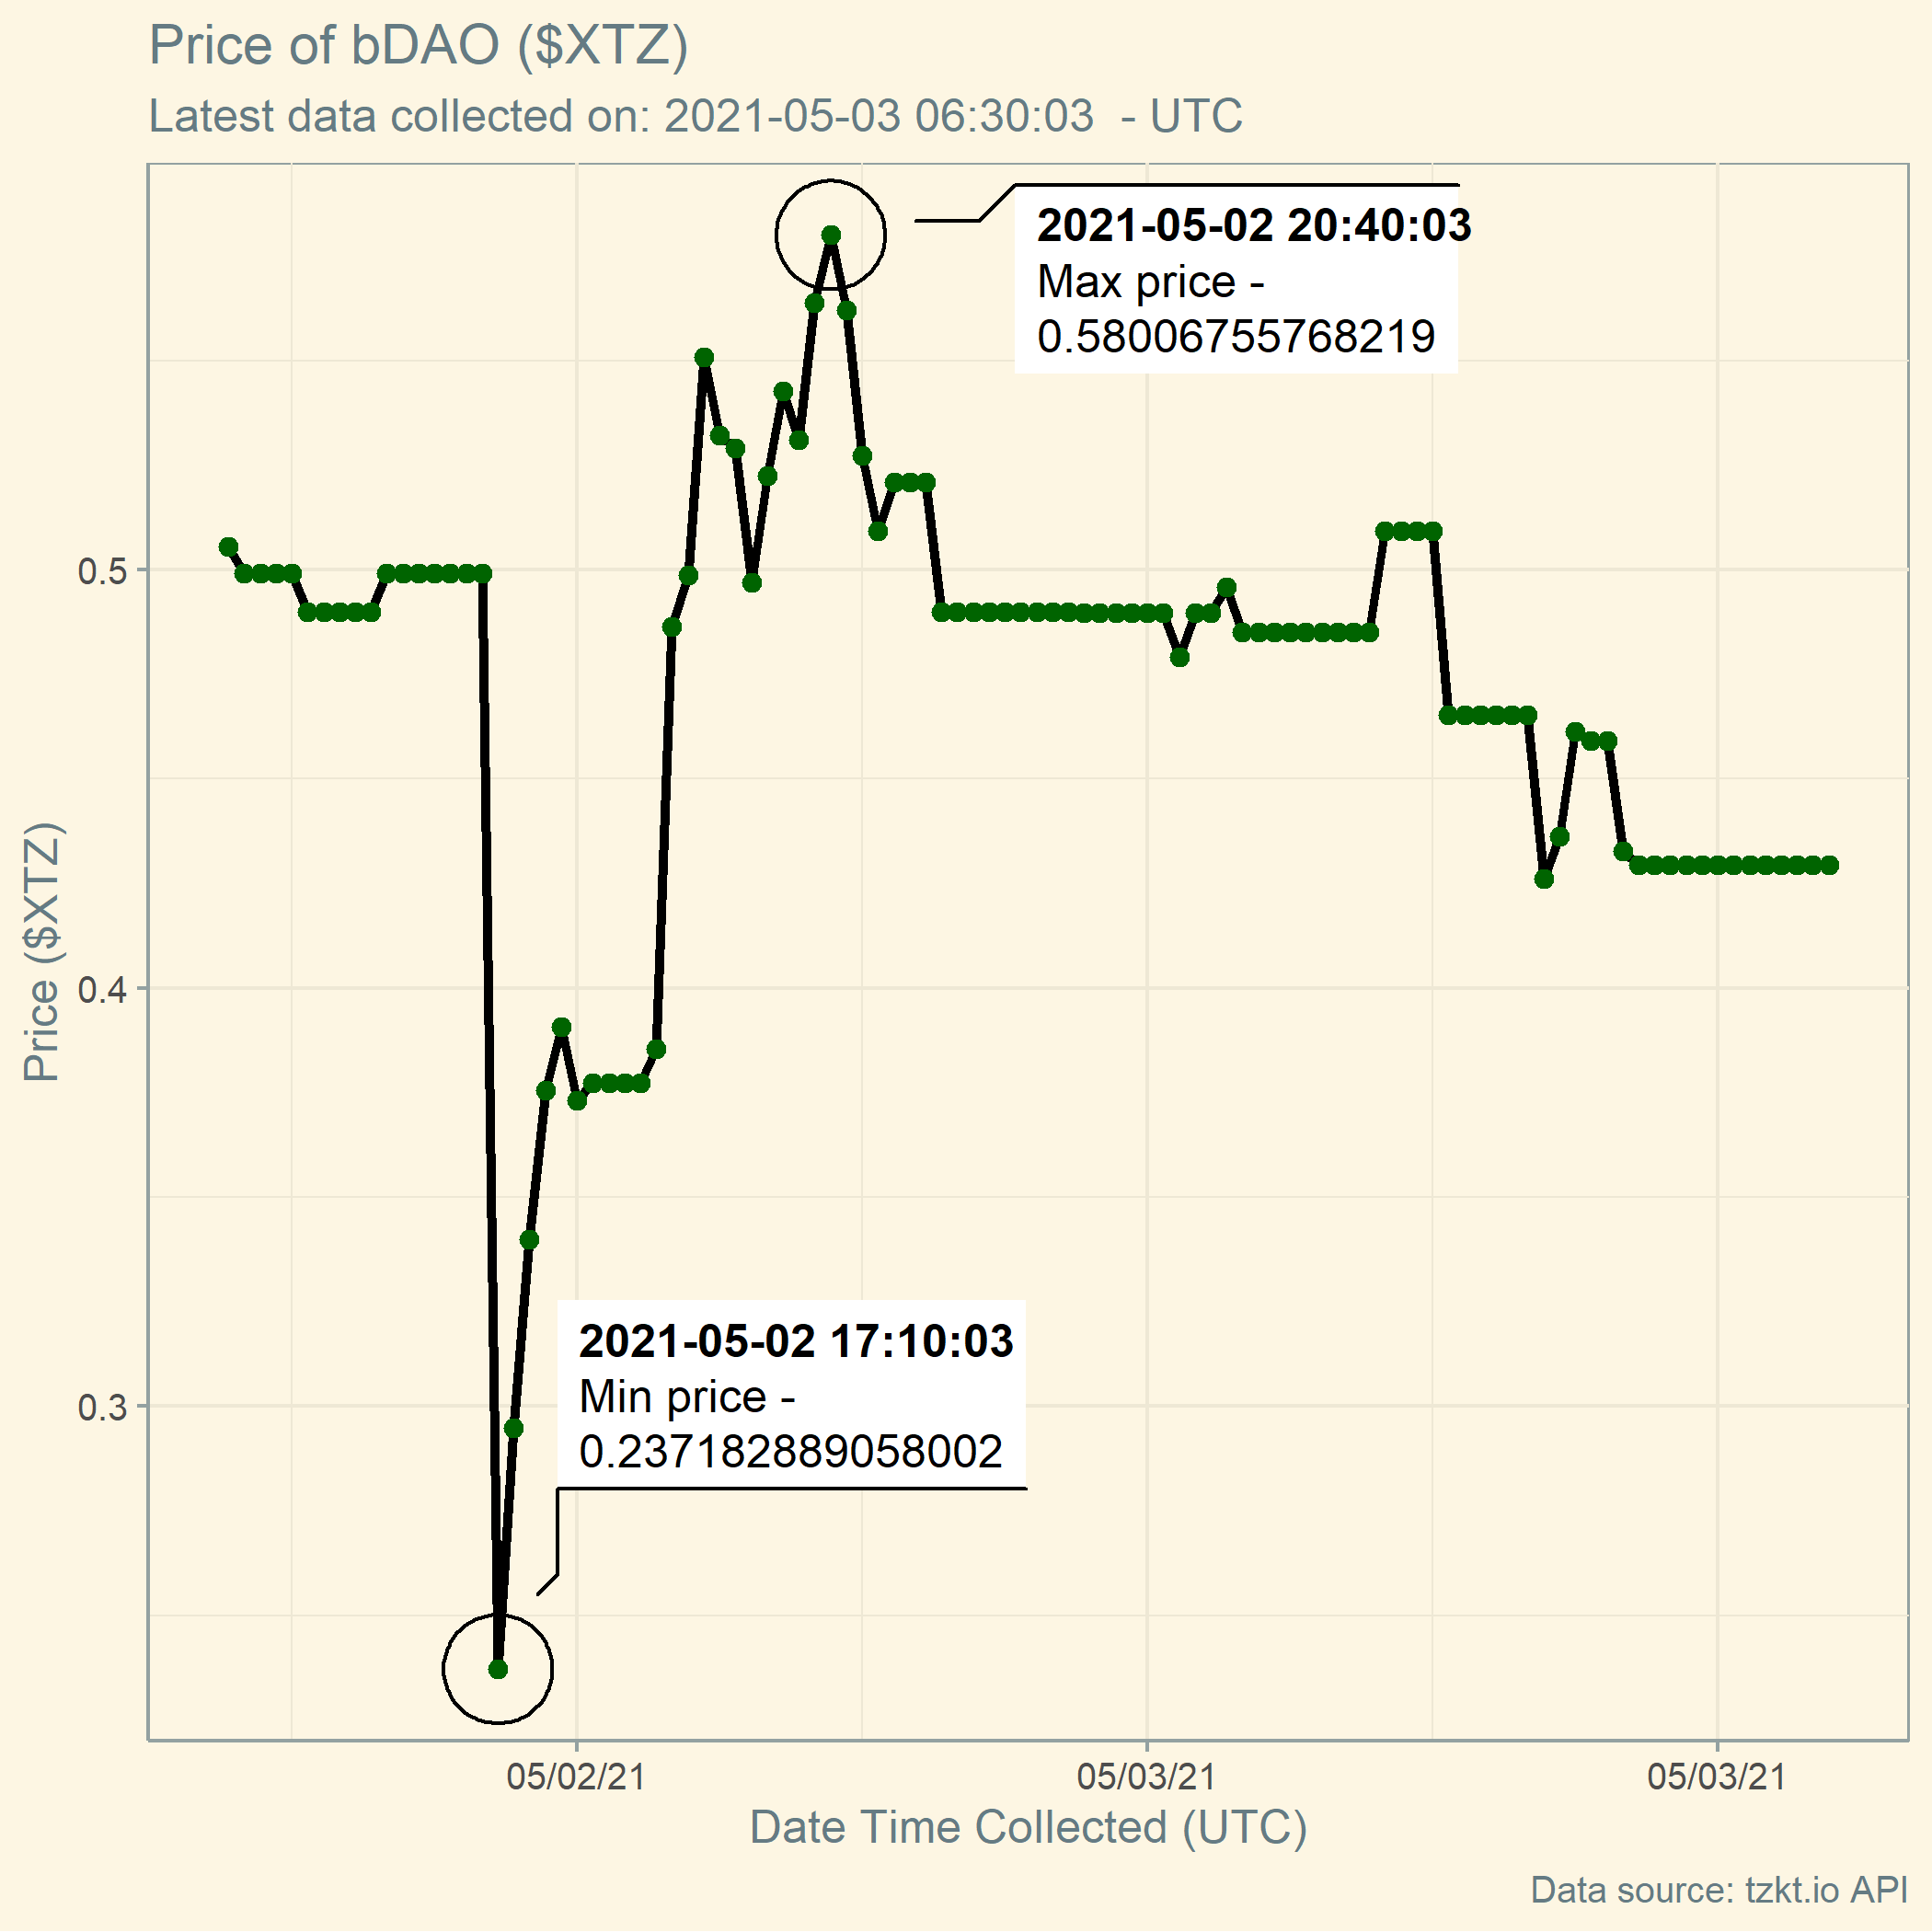 Price of bDAO ($XTZ)
Latest data collected on: 2021-05-03 06:30:03  - UTC
2021-05-02 20:40:03
Max price -
0.58006755768219
0.5
Price ($XTZ)
0.4
2021-05-02 17:10:03
Min price -
0.237182889058002
0.3
05/02/21
05/03/21
05/03/21
Date Time Collected (UTC)
Data source: tzkt.io API